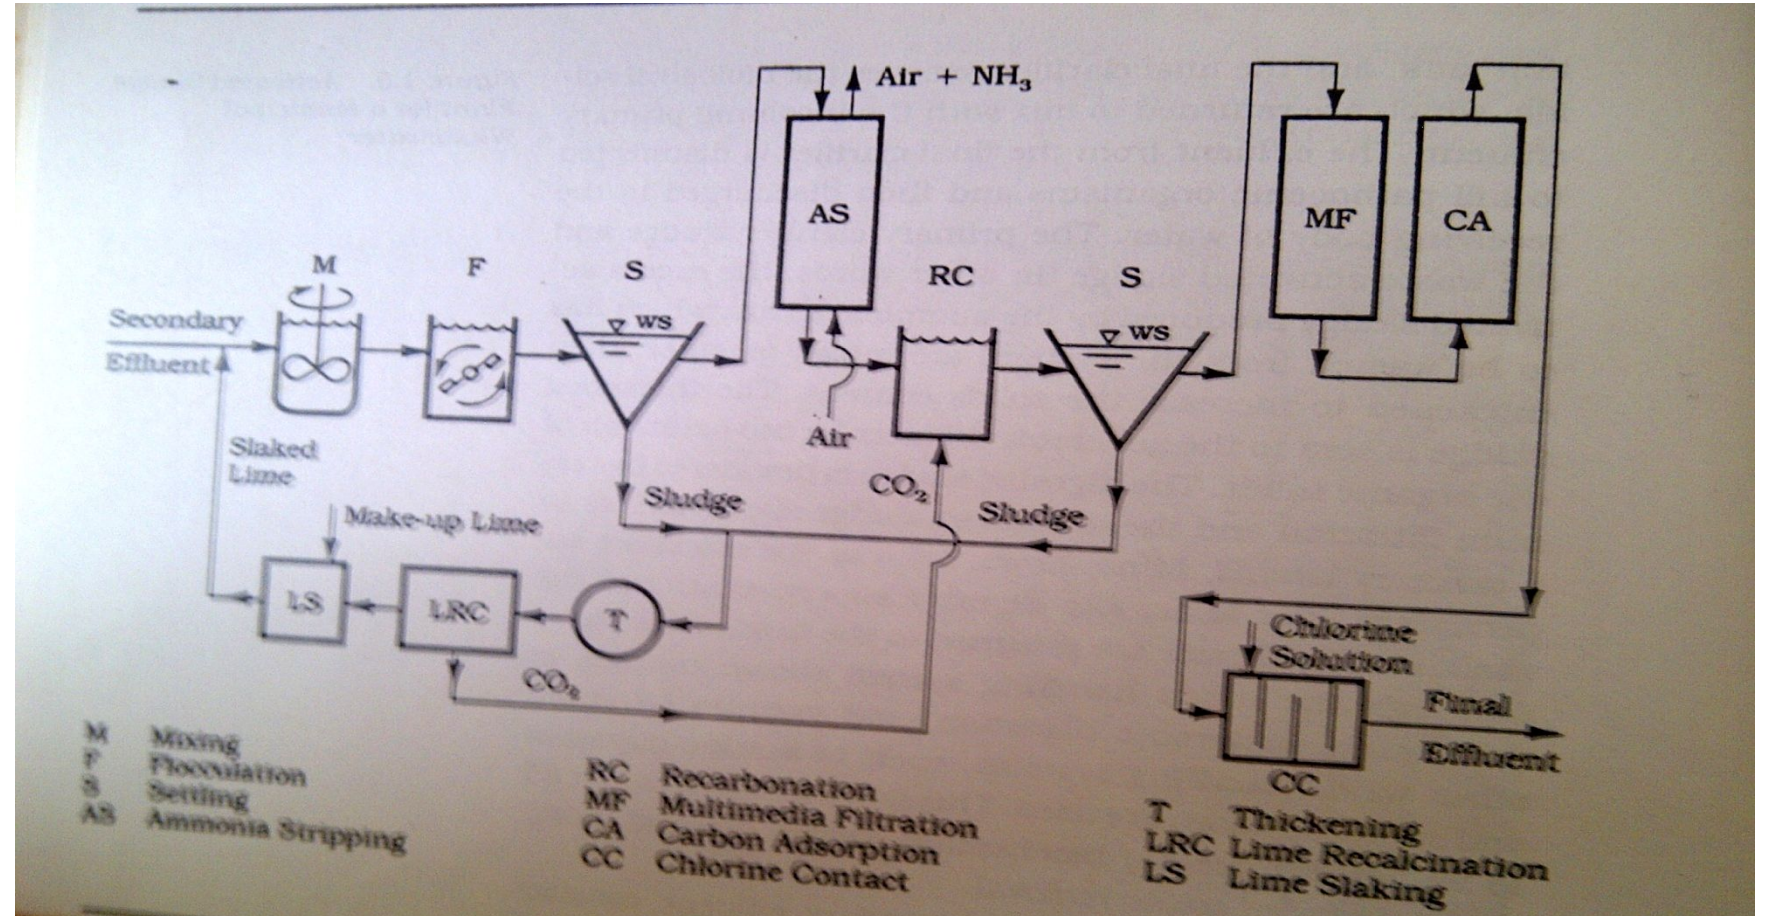 Air + NH₃
AS
MF
CA
M
F
S
RC
S
Secondary
Effluent
WS
WS
Air
Slaked
Lime
CO₂
Sludge
Sludge
Make-up Lime
LS
LRC
T
CO₂
Chlorine
Solution
Final
Effluent
CC
M Mixing
F Flocculation
S Settling
AS Ammonia Stripping
RC Recarbonation
MF Multimedia Filtration
CA Carbon Adsorption
CC Chlorine Contact
T Thickening
LRC Lime Recalcination
LS Lime Slaking